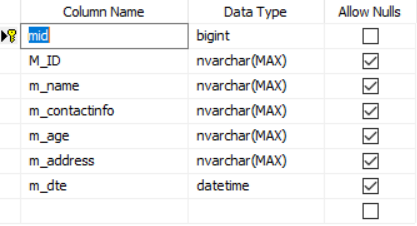 Column Name Data Type Allow Nulls
mid bigint
M_ID nvarchar(MAX)
m_name nvarchar(MAX)
m_contactinfo nvarchar(MAX)
m_age nvarchar(MAX)
m_address nvarchar(MAX)
m_dte datetime